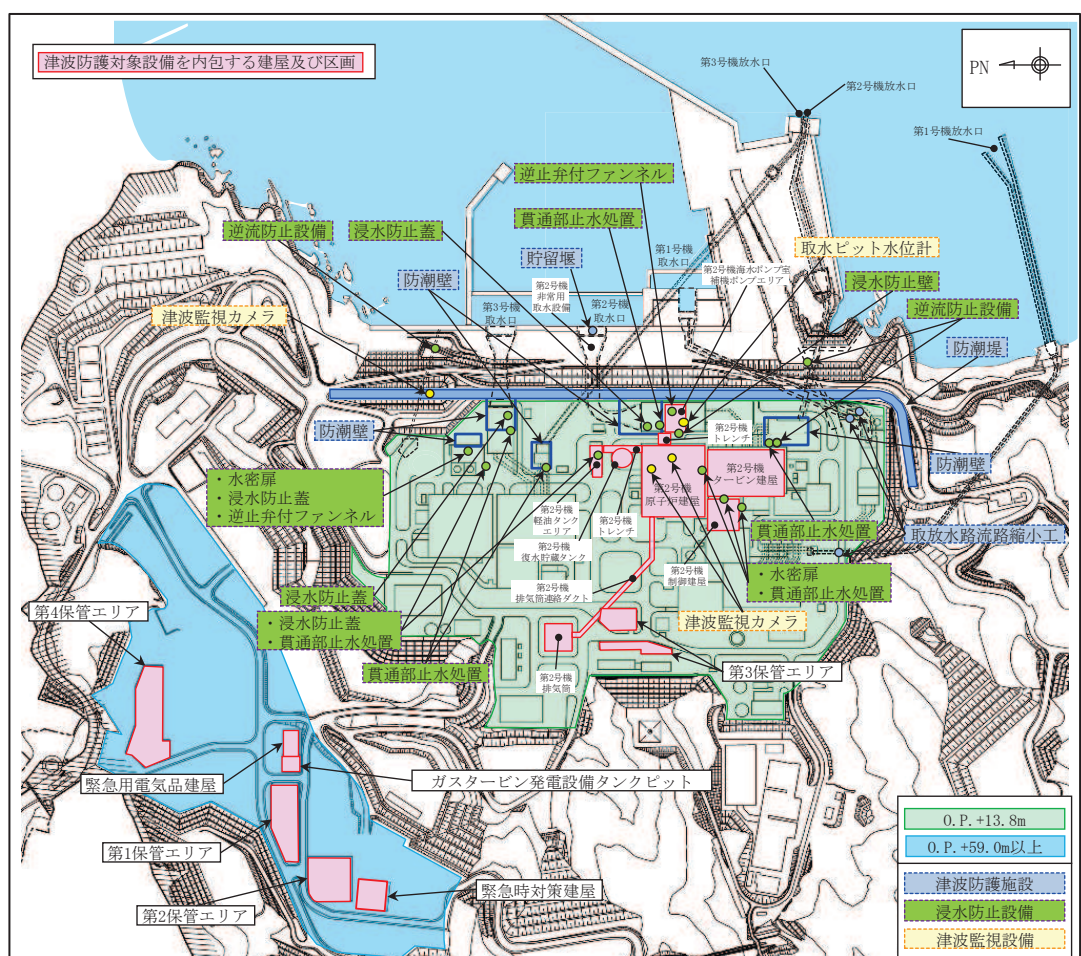 津波防護対象設備を内包する建屋及び区画
PN
第3号機放水口
第2号機放水口
第1号機放水口
逆止弁付ファンネル
貫通部止水処置
逆流防止設備
浸水防止蓋
取水ピット水位計
第1号機
取水口
貯留堰
第2号機海水ポンプ室
補機ポンプエリア
防潮壁
第2号機
非常用
取水設備
第2号機
取水口
浸水防止壁
第3号機
取水口
逆流防止設備
津波監視カメラ
防潮堤
防潮壁
第2号機
トレンチ
防潮壁
・水密扉
・浸水防止蓋
・逆止弁付ファンネル
第2号機
タービン建屋
第2号機
原子炉建屋
第2号機
軽油タンク
エリア
第2号機
トレンチ
貫通部止水処置
取放水路流路縮小工
第2号機
復水貯蔵タンク
第2号機
制御建屋
・水密扉
・貫通部止水処置
第2号機
排気筒連絡ダクト
浸水防止蓋
・浸水防止蓋
・貫通部止水処置
津波監視カメラ
第4保管エリア
貫通部止水処置
第3保管エリア
第2号機
排気筒
緊急用電気品建屋
ガスタービン発電設備タンクピット
O.P.+13.8m
O.P.+59.0m以上
第1保管エリア
緊急時対策建屋
第2保管エリア
津波防護施設
浸水防止設備
津波監視設備